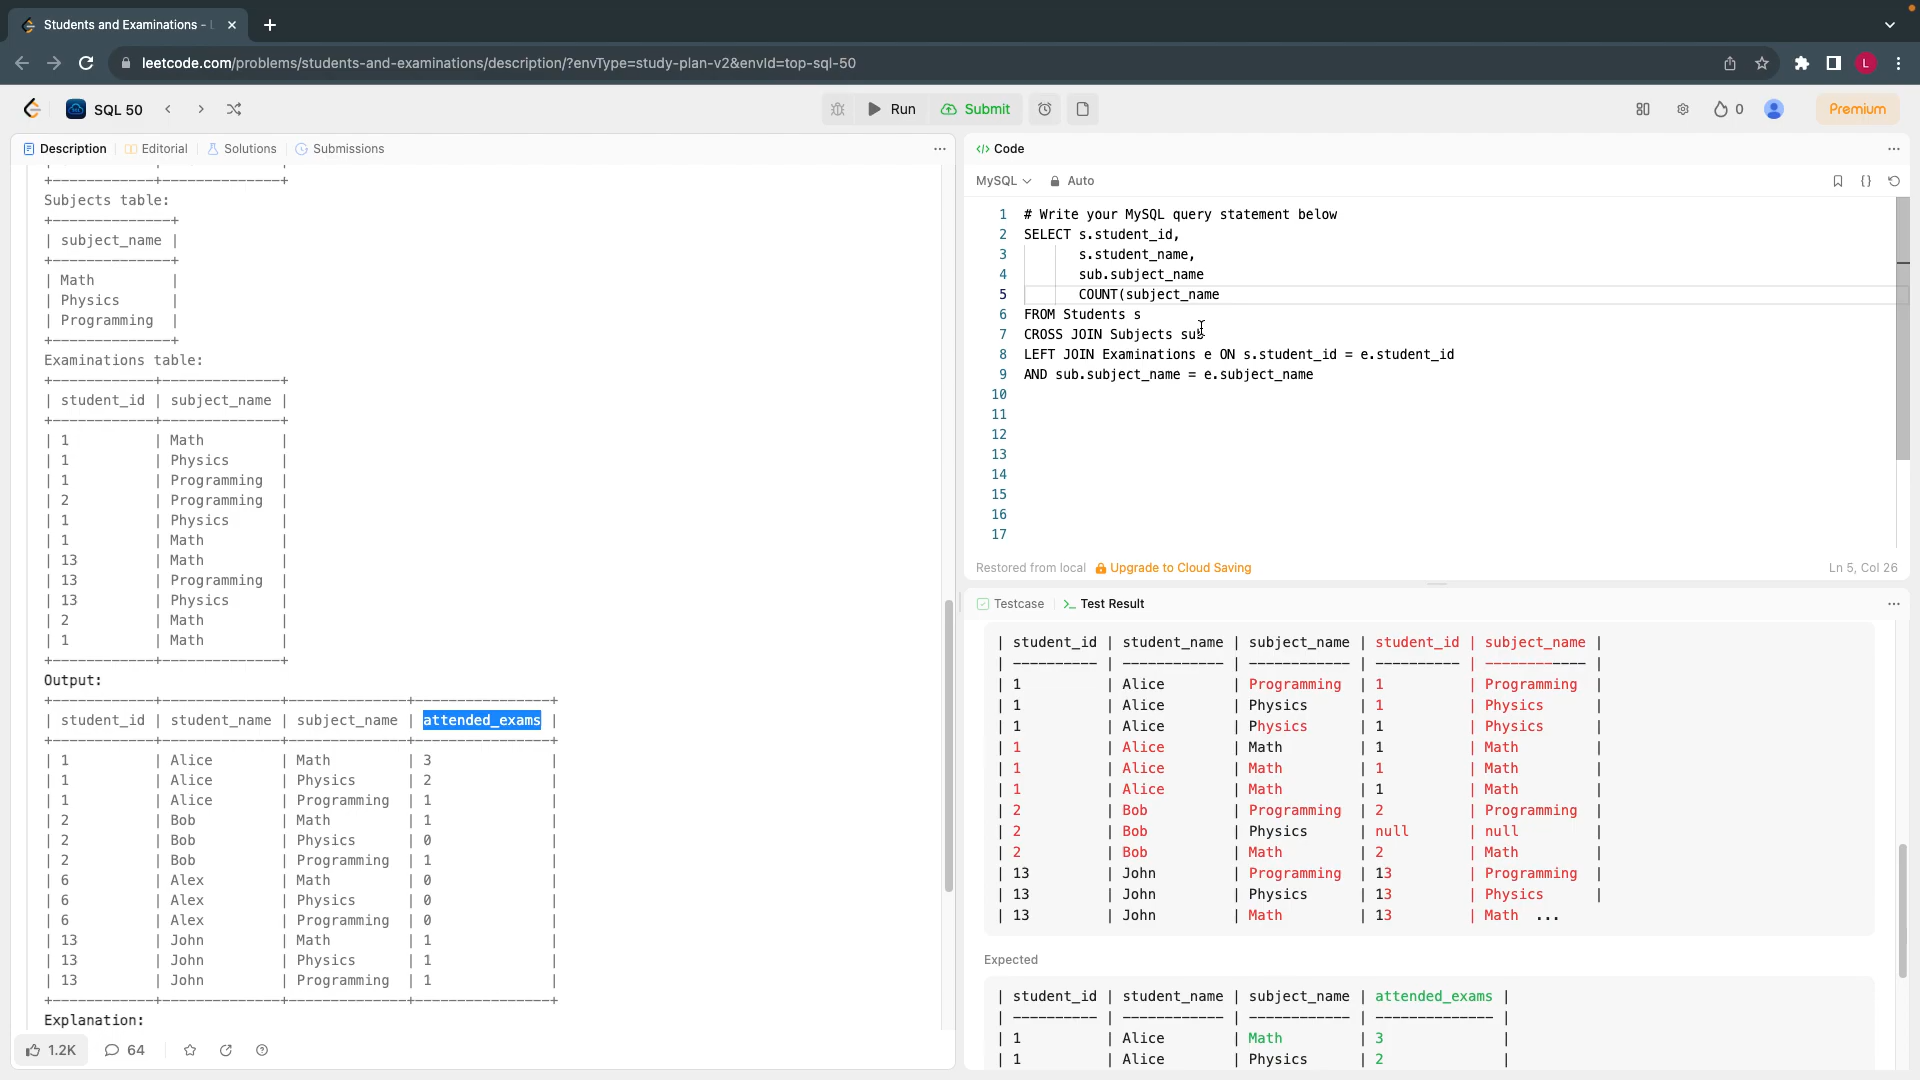 Students and Examinations - L
leetcode.com/problems/students-and-examinations/description/?envType=study-plan-v2&envId=top-sql-50
L
SQL 50
Run
Submit
0
Premium
Description
Editorial
Solutions
Submissions
+------------+--------------+
Subjects table:
+--------------+
| subject_name |
+--------------+
| Math         |
| Physics      |
| Programming  |
+--------------+
Examinations table:
+------------+--------------+
| student_id | subject_name |
+------------+--------------+
| 1          | Math         |
| 1          | Physics      |
| 1          | Programming  |
| 2          | Programming  |
| 1          | Physics      |
| 1          | Math         |
| 13         | Math         |
| 13         | Programming  |
| 13         | Physics      |
| 2          | Math         |
| 1          | Math         |
+------------+--------------+
Output:
+------------+--------------+--------------+----------------+
| student_id | student_name | subject_name | attended_exams |
+------------+--------------+--------------+----------------+
| 1          | Alice        | Math         | 3              |
| 1          | Alice        | Physics      | 2              |
| 1          | Alice        | Programming  | 1              |
| 2          | Bob          | Math         | 1              |
| 2          | Bob          | Physics      | 0              |
| 2          | Bob          | Programming  | 1              |
| 6          | Alex         | Math         | 0              |
| 6          | Alex         | Physics      | 0              |
| 6          | Alex         | Programming  | 0              |
| 13         | John         | Math         | 1              |
| 13         | John         | Physics      | 1              |
| 13         | John         | Programming  | 1              |
+------------+--------------+--------------+----------------+
Explanation:
1.2K
64
</> Code
MySQL
Auto
{}
1 # Write your MySQL query statement below
2 SELECT s.student_id,
3        s.student_name,
4        sub.subject_name
5        COUNT(subject_name
6 FROM Students s
7 CROSS JOIN Subjects sub
8 LEFT JOIN Examinations e ON s.student_id = e.student_id
9 AND sub.subject_name = e.subject_name
10
11
12
13
14
15
16
17
Restored from local
Upgrade to Cloud Saving
Ln 5, Col 26
Testcase
Test Result
| student_id | student_name | subject_name | student_id | subject_name |
| ---------- | ------------ | ------------ | ---------- | ------------ |
| 1          | Alice        | Programming  | 1          | Programming  |
| 1          | Alice        | Physics      | 1          | Physics      |
| 1          | Alice        | Physics      | 1          | Physics      |
| 1          | Alice        | Math         | 1          | Math         |
| 1          | Alice        | Math         | 1          | Math         |
| 1          | Alice        | Math         | 1          | Math         |
| 2          | Bob          | Programming  | 2          | Programming  |
| 2          | Bob          | Physics      | null       | null         |
| 2          | Bob          | Math         | 2          | Math         |
| 13         | John         | Programming  | 13         | Programming  |
| 13         | John         | Physics      | 13         | Physics      |
| 13         | John         | Math         | 13         | Math  ...
Expected
| student_id | student_name | subject_name | attended_exams |
| ---------- | ------------ | ------------ | -------------- |
| 1          | Alice        | Math         | 3              |
| 1          | Alice        | Physics      | 2              |